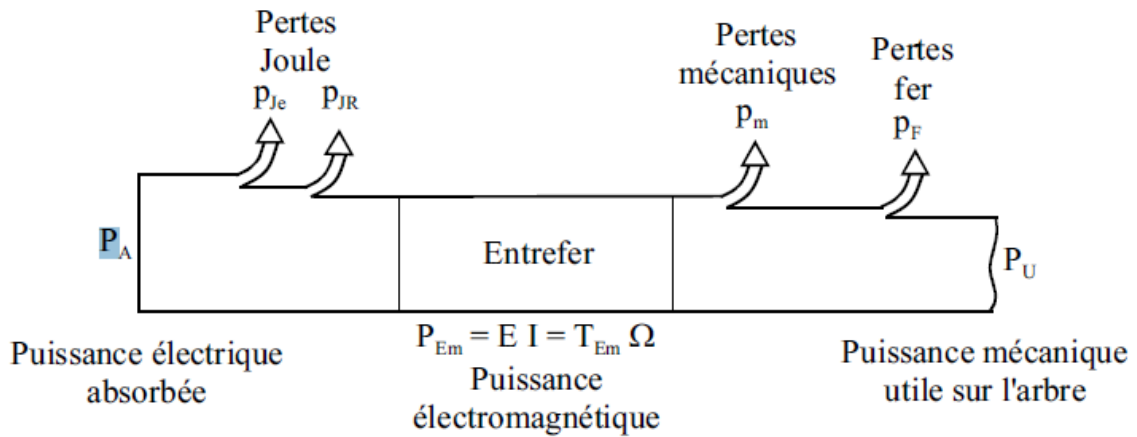 Pertes
Joule
pJe pJR
Pertes
mécaniques
pm
Pertes
fer
pF
PA
Entrefer
PU
PEm = E I = TEm Ω
Puissance électrique
absorbée
Puissance
électromagnétique
Puissance mécanique
utile sur l'arbre